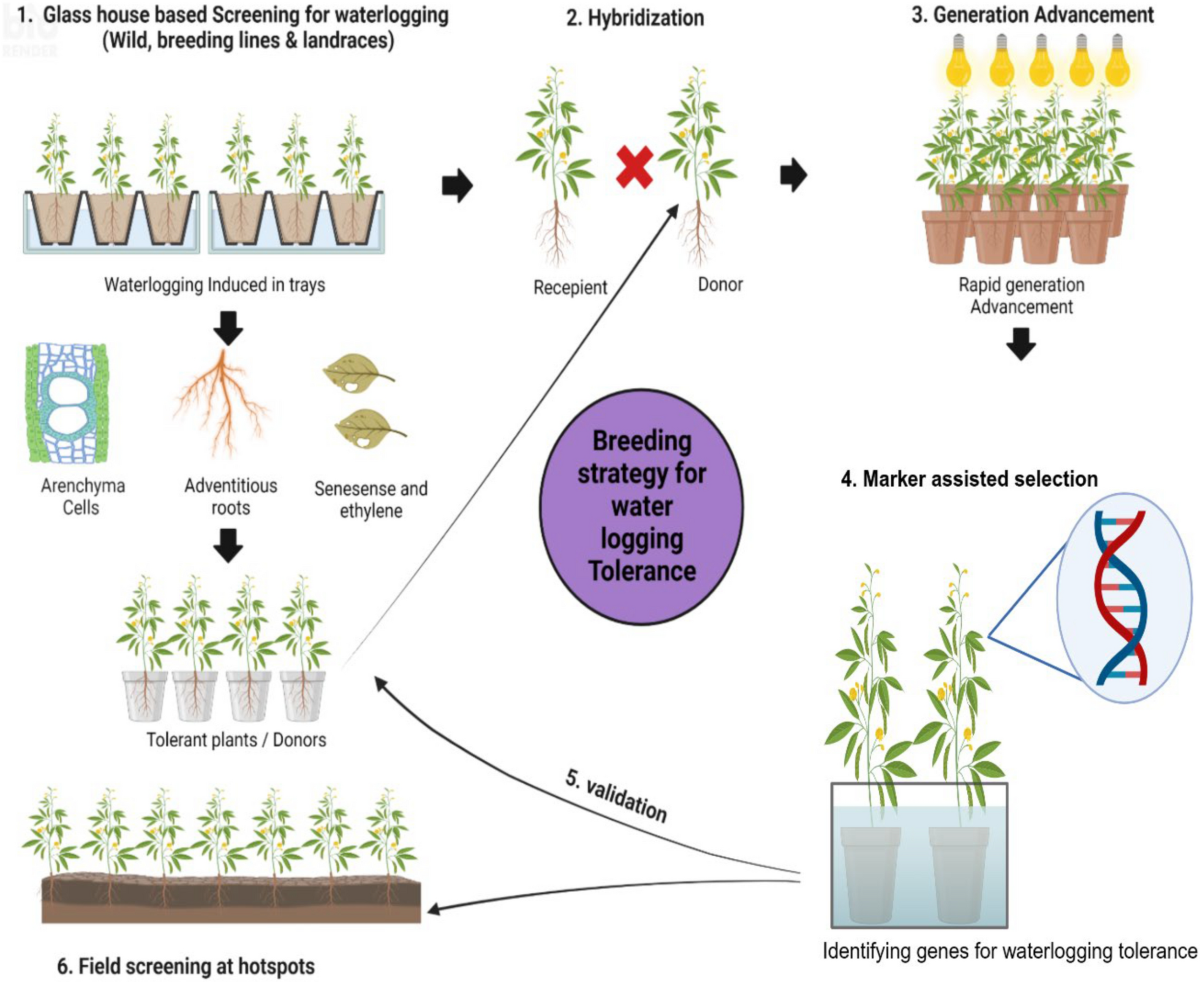 1. Glass house based Screening for waterlogging
(Wild, breeding lines & landraces)
2. Hybridization
3. Generation Advancement
BIO
RENDER
Waterlogging Induced in trays
Recepient
Donor
Rapid generation
Advancement
Arenchyma
Cells
Adventitious
roots
Senesense and
ethylene
Breeding
strategy for
water
logging
Tolerance
4. Marker assisted selection
Tolerant plants / Donors
5. validation
Identifying genes for waterlogging tolerance
6. Field screening at hotspots